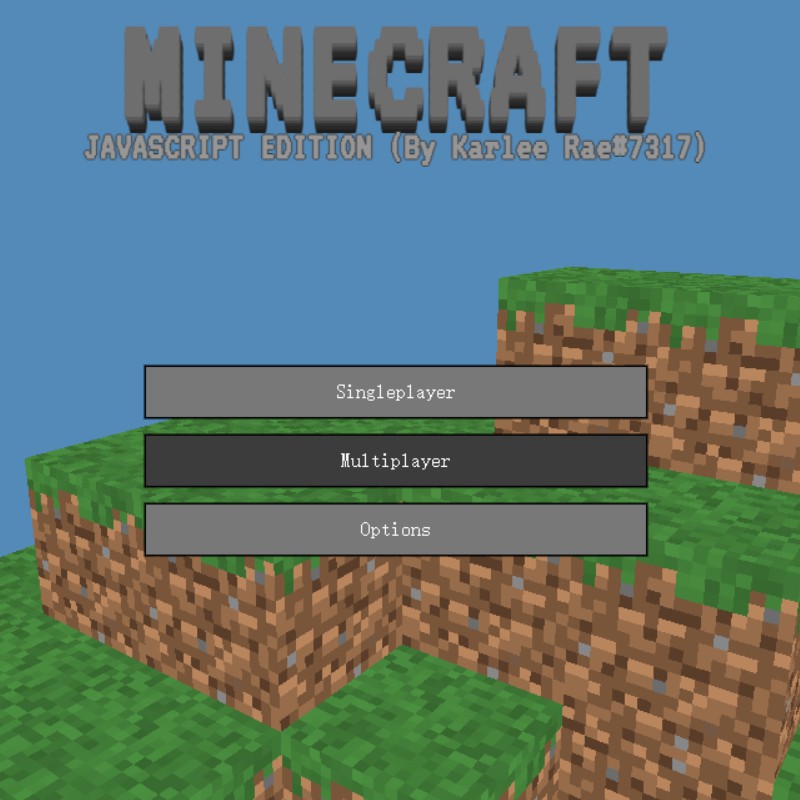 MINECRAFT
JAVASCRIPT EDITION (By Karlee Rae#7317)
Singleplayer
Multiplayer
Options